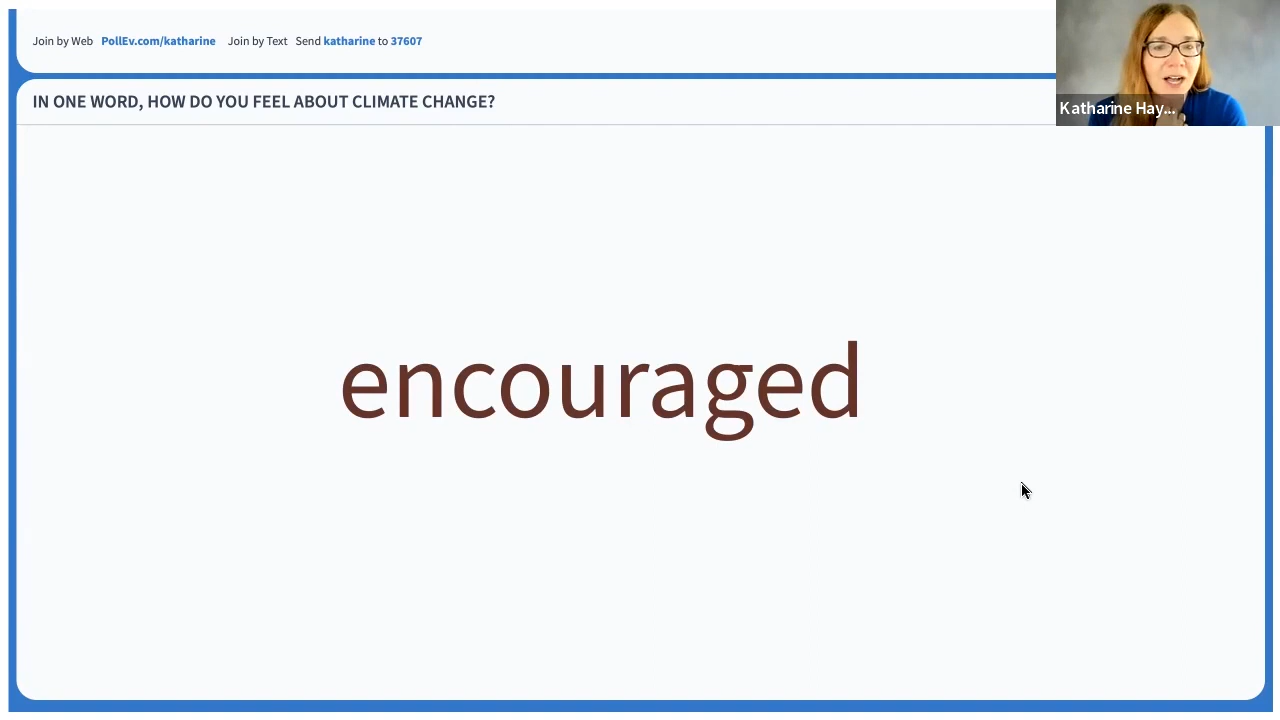 Join by Web PollEv.com/katharine Join by Text Send katharine to 37607
IN ONE WORD, HOW DO YOU FEEL ABOUT CLIMATE CHANGE?
Katharine Hay...
encouraged